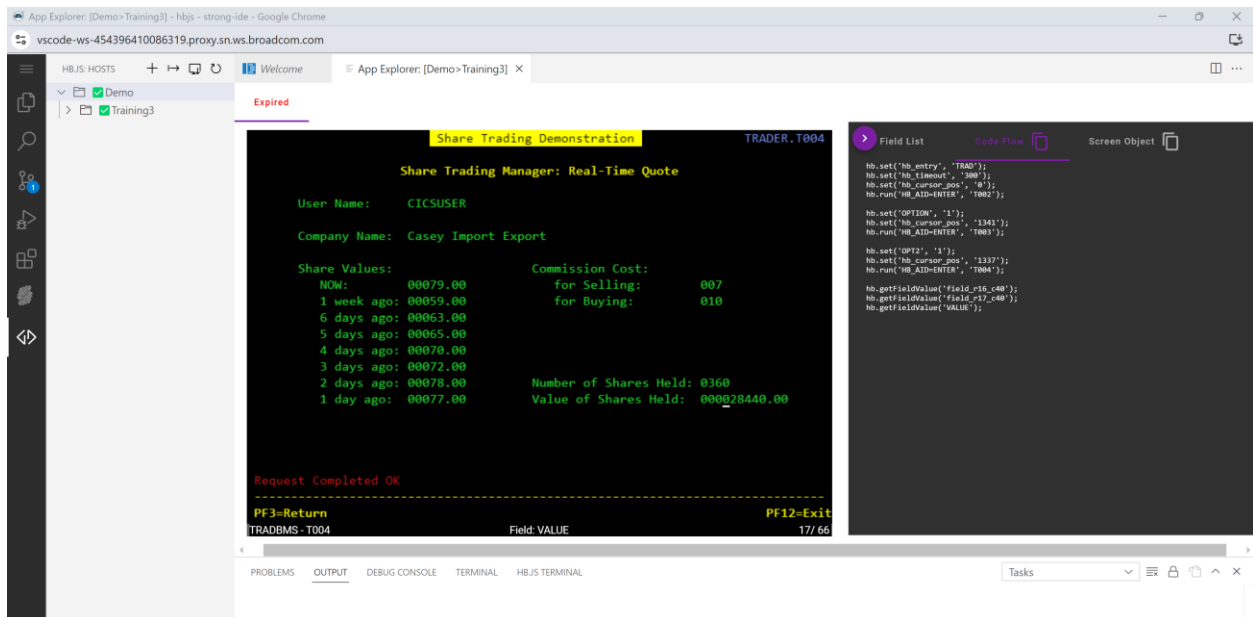 App Explorer: [Demo>Training3] - hbjs - strong-ide - Google Chrome
vscode-ws-454396410086319.proxy.sn.ws.broadcom.com
HB.JS: HOSTS
Welcome
App Explorer: [Demo>Training3]
Demo
Training3
Expired
Share Trading Demonstration TRADER.T004
Share Trading Manager: Real-Time Quote
User Name: CICSUSER
Company Name: Casey Import Export
Share Values: Commission Cost:
NOW: 00079.00 for Selling: 007
1 week ago: 00059.00 for Buying: 010
6 days ago: 00063.00
5 days ago: 00065.00
4 days ago: 00070.00
3 days ago: 00072.00
2 days ago: 00078.00 Number of Shares Held: 0360
1 day ago: 00077.00 Value of Shares Held: 000028440.00
Request Completed OK
PF3=Return PF12=Exit
TRADBMS - T004 Field: VALUE 17/ 66
Field List Code Flow Screen Object
hb.set('hb_entry', 'TRAD');
hb.set('hb_timeout', '300');
hb.set('hb_cursor_pos', '0');
hb.run('HB_AID=ENTER', 'T002');
hb.set('OPTION', '1');
hb.set('hb_cursor_pos', '1341');
hb.run('HB_AID=ENTER', 'T003');
hb.set('OPT2', '1');
hb.set('hb_cursor_pos', '1337');
hb.run('HB_AID=ENTER', 'T004');
hb.getFieldValue('field_r16_c40');
hb.getFieldValue('field_r17_c40');
hb.getFieldValue('VALUE');
1
PROBLEMS OUTPUT DEBUG CONSOLE TERMINAL HB.JS TERMINAL
Tasks